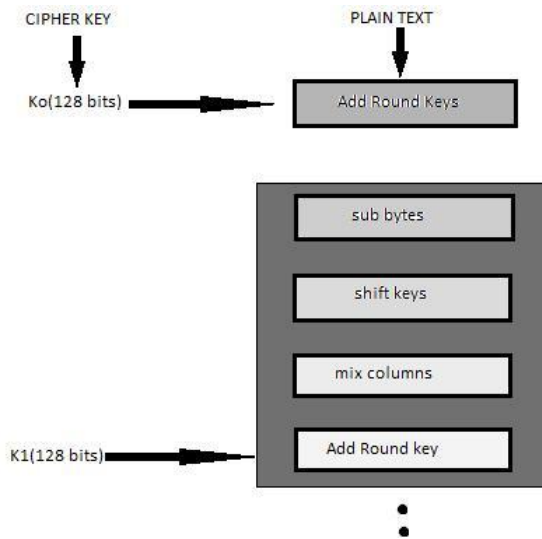 CIPHER KEY
PLAIN TEXT
Ko(128 bits)
Add Round Keys
sub bytes
shift keys
mix columns
K1(128 bits)
Add Round key